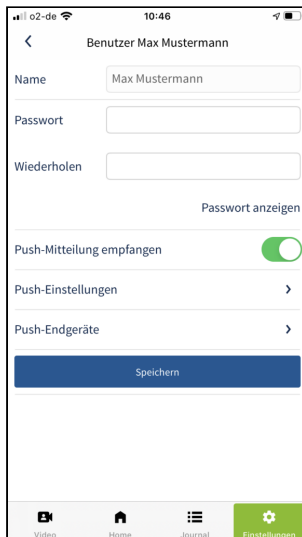 o2-de 10:46
Benutzer Max Mustermann
Name Max Mustermann
Passwort
Wiederholen
Passwort anzeigen
Push-Mitteilung empfangen
Push-Einstellungen
Push-Endgeräte
Speichern
Video Home Journal Einstellungen